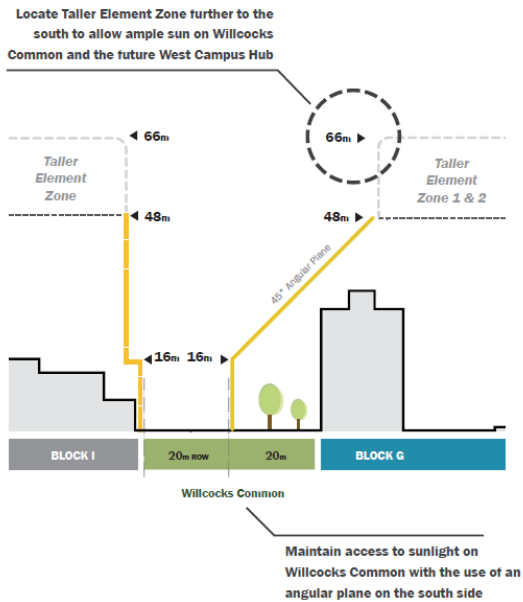 Locate Taller Element Zone further to the
south to allow ample sun on Willcocks
Common and the future West Campus Hub
66m
66m
Taller
Element
Zone
Taller
Element
Zone 1 & 2
48m
48m
45° Angular Plane
16m
16m
BLOCK I
20m ROW
20m
BLOCK G
Willcocks Common
Maintain access to sunlight on
Willcocks Common with the use of an
angular plane on the south side